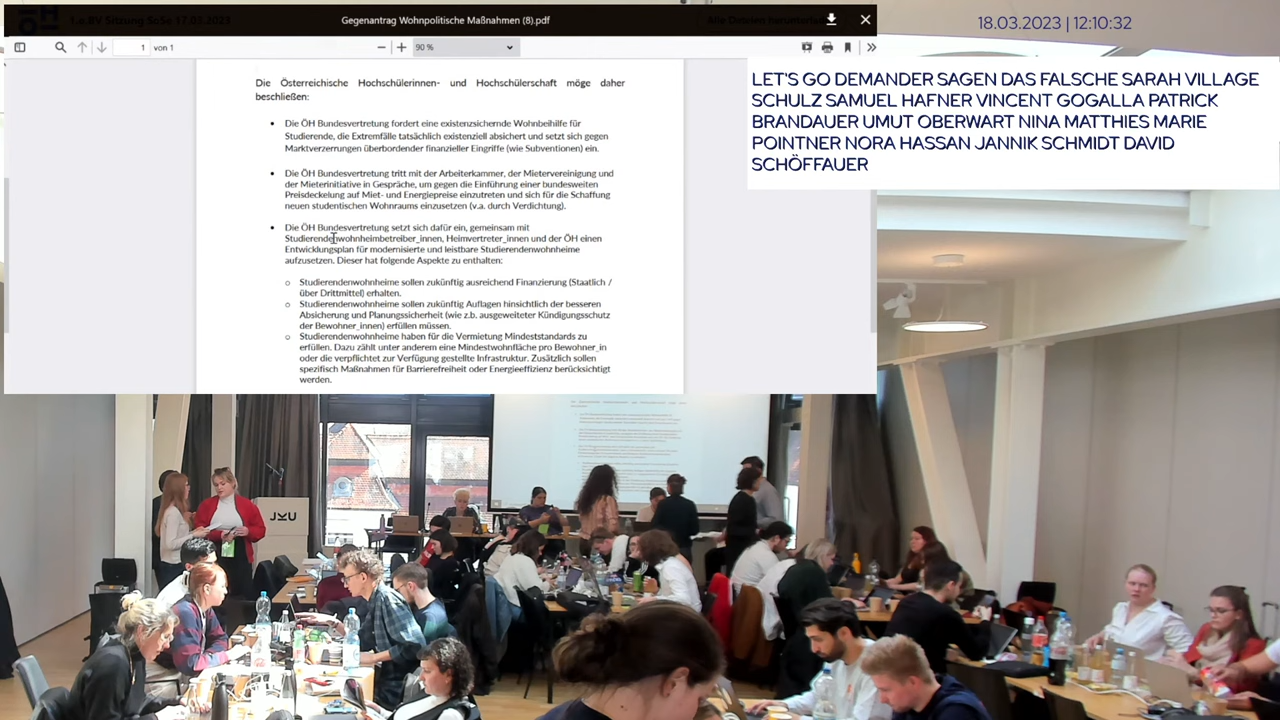 1.a.BV Sitzung SoSe 17.03.2023
Gegenantrag Wohnpolitische Maßnahmen (8).pdf
18.03.2023 | 12:10:32
1 von 1
90 %
LET'S GO DEMANDER SAGEN DAS FALSCHE SARAH VILLAGE
SCHULZ SAMUEL HAFNER VINCENT GOGALLA PATRICK
BRANDAUER UMUT OBERWART NINA MATTHIES MARIE
POINTNER NORA HASSAN JANNIK SCHMIDT DAVID
SCHÖFFAUER
Die Österreichische Hochschülerinnen- und Hochschülerschaft möge daher
beschließen:
• Die ÖH Bundesvertretung fordert eine existenzsichernde Wohnbeihilfe für
Studierende, die Extremfälle tatsächlich existenziell absichert und setzt sich gegen
Marktverzerrungen überbordender finanzieller Eingriffe (wie Subventionen) ein.
• Die ÖH Bundesvertretung tritt mit der Arbeiterkammer, der Mietervereinigung und
der Mieterinitiative in Gespräche, um gegen die Einführung einer bundesweiten
Preisdeckelung auf Miet- und Energiepreise einzutreten und sich für die Schaffung
neuen studentischen Wohnraums einzusetzen (v.a. durch Verdichtung).
• Die ÖH Bundesvertretung setzt sich dafür ein, gemeinsam mit
Studierendenwohnheimbetreiber_innen, Heimvertreter_innen und der ÖH einen
Entwicklungsplan für modernisierte und leistbare Studierendenwohnheime
aufzusetzen. Dieser hat folgende Aspekte zu enthalten:
o Studierendenwohnheime sollen zukünftig ausreichend Finanzierung (Staatlich /
über Drittmittel) erhalten.
o Studierendenwohnheime sollen zukünftig Auflagen hinsichtlich der besseren
Absicherung und Planungssicherheit (wie z.b. ausgeweiteter Kündigungsschutz
der Bewohner_innen) erfüllen müssen.
o Studierendenwohnheime haben für die Vermietung Mindeststandards zu
erfüllen. Dazu zählt unter anderem eine Mindestwohnfläche pro Bewohner_in
oder die verpflichtet zur Verfügung gestellte Infrastruktur. Zusätzlich sollen
spezifisch Maßnahmen für Barrierefreiheit oder Energieeffizienz berücksichtigt
werden.
JKU